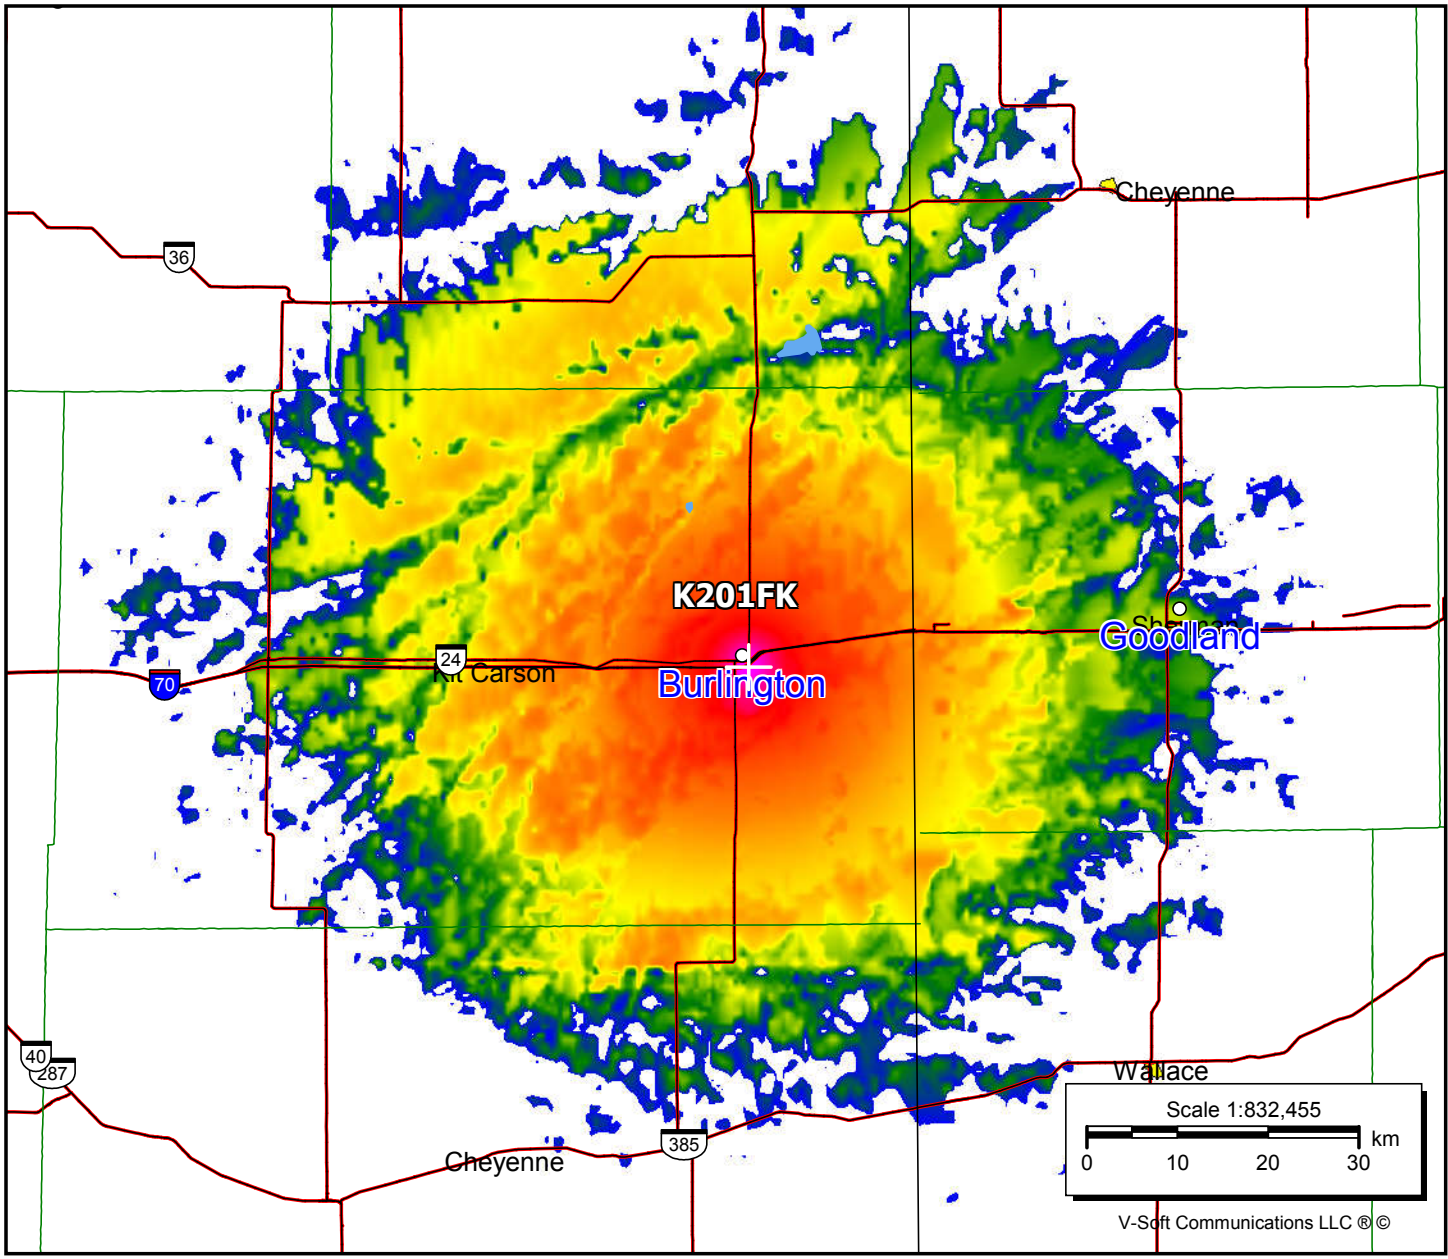 Cheyenne
36
K201FK
Sherman
Goodland
24
Kit Carson
70
Burlington
40
287
Wallace
Scale 1:832,455
km
0 10 20 30
385
Cheyenne
V-Soft Communications LLC ® ©